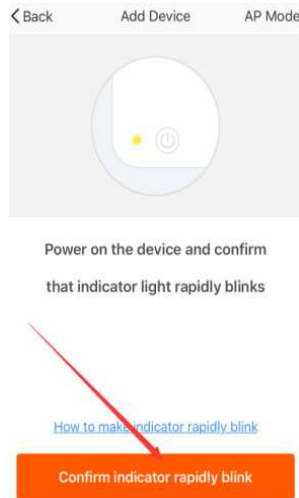 Back Add Device AP Mode
Power on the device and confirm
that indicator light rapidly blinks
How to make indicator rapidly blink
Confirm indicator rapidly blink